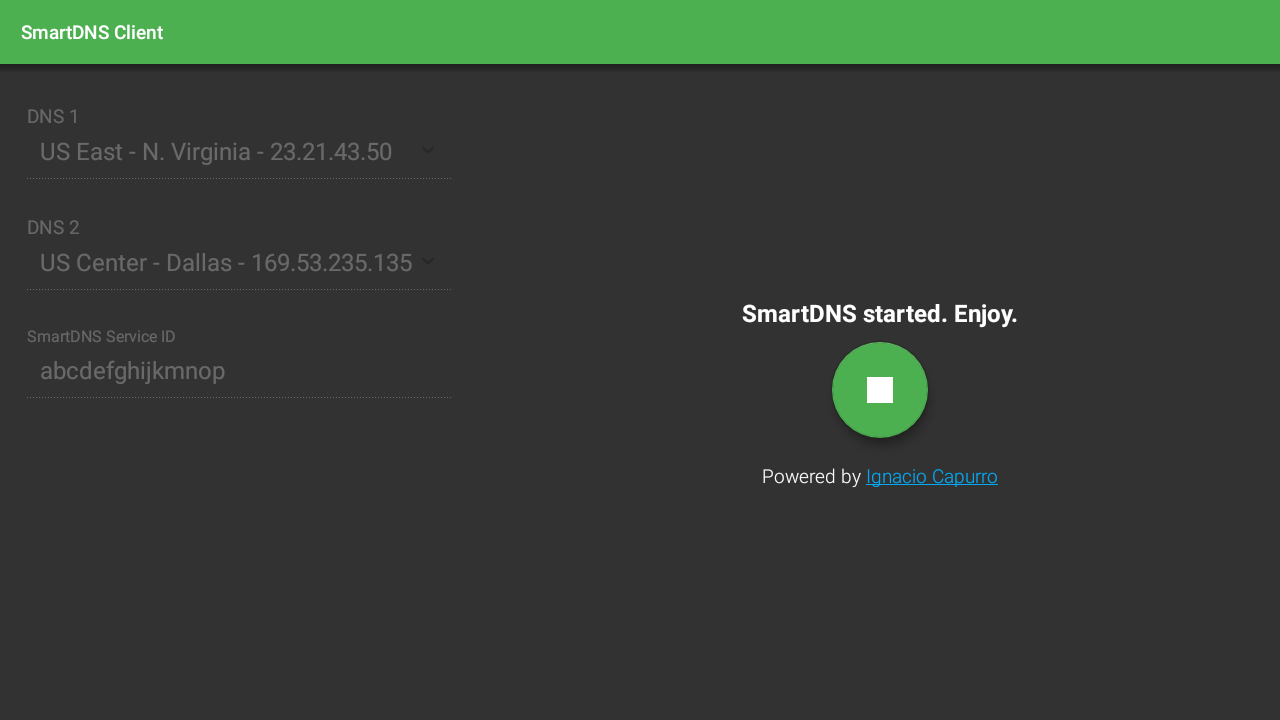 SmartDNS Client
DNS 1
US East - N. Virginia - 23.21.43.50
DNS 2
US Center - Dallas - 169.53.235.135
SmartDNS Service ID
abcdefghijkmnop
SmartDNS started. Enjoy.
Powered by Ignacio Capurro